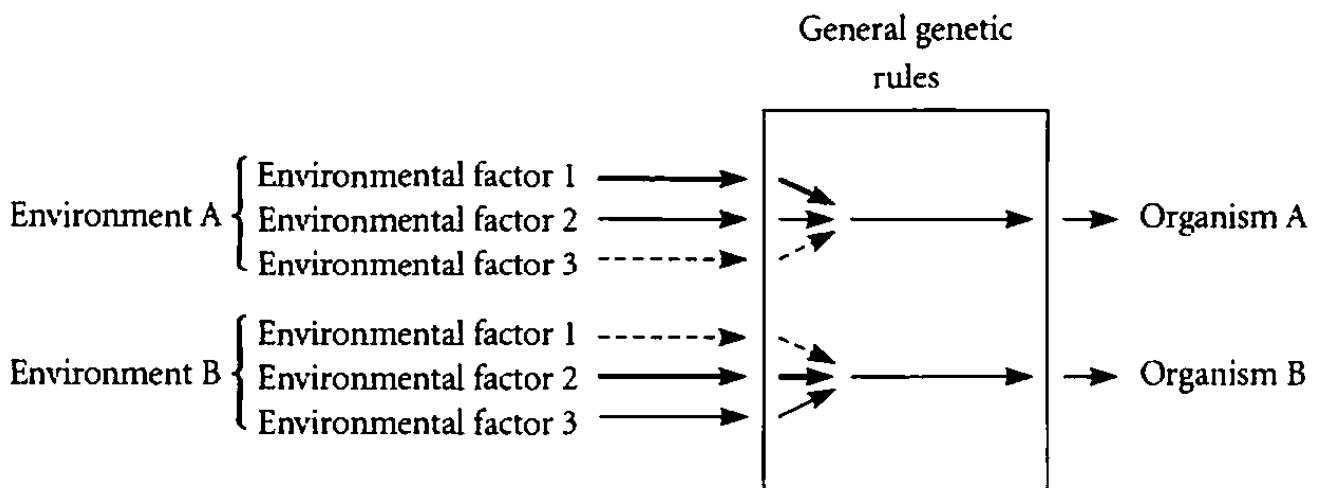 General genetic
rules
Environment A
Environmental factor 1
Environmental factor 2
Environmental factor 3
Organism A
Environment B
Environmental factor 1
Environmental factor 2
Environmental factor 3
Organism B